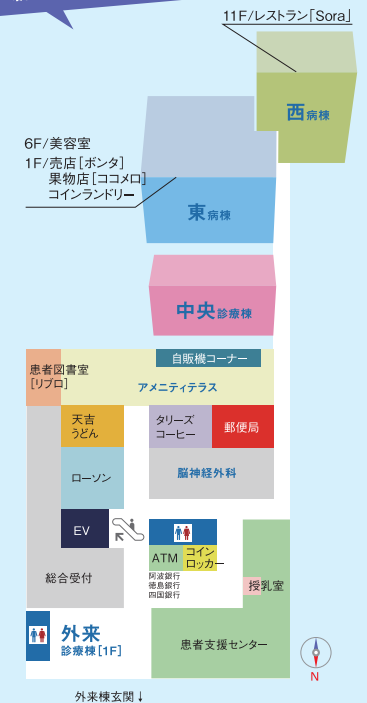 11F/レストラン「Sora」
西病棟
6F/美容室
1F/売店[ボンタ]
果物店[ココメロ]
コインランドリー
東病棟
中央診療棟
自販機コーナー
患者図書室
[リブロ]
アメニティテラス
天吉
うどん
タリーズ
コーヒー
郵便局
ローソン
脳神経外科
EV
ATM
コイン
ロッカー
阿波銀行
徳島銀行
四国銀行
総合受付
授乳室
外来
診療棟[1F]
患者支援センター
N
外来棟玄関↓